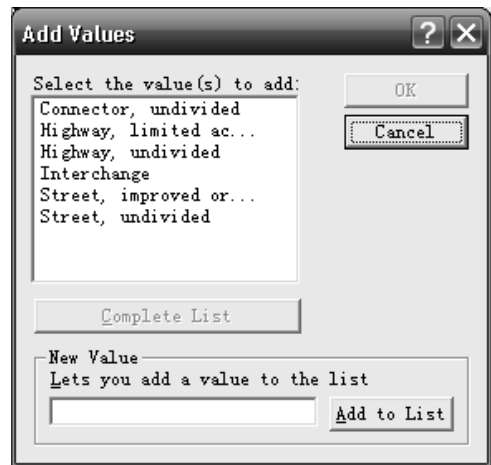 Add Values
Select the value(s) to add:
Connector, undivided
Highway, limited ac...
Highway, undivided
Interchange
Street, improved or...
Street, undivided
OK
Cancel
Complete List
New Value
Lets you add a value to the list
Add to List